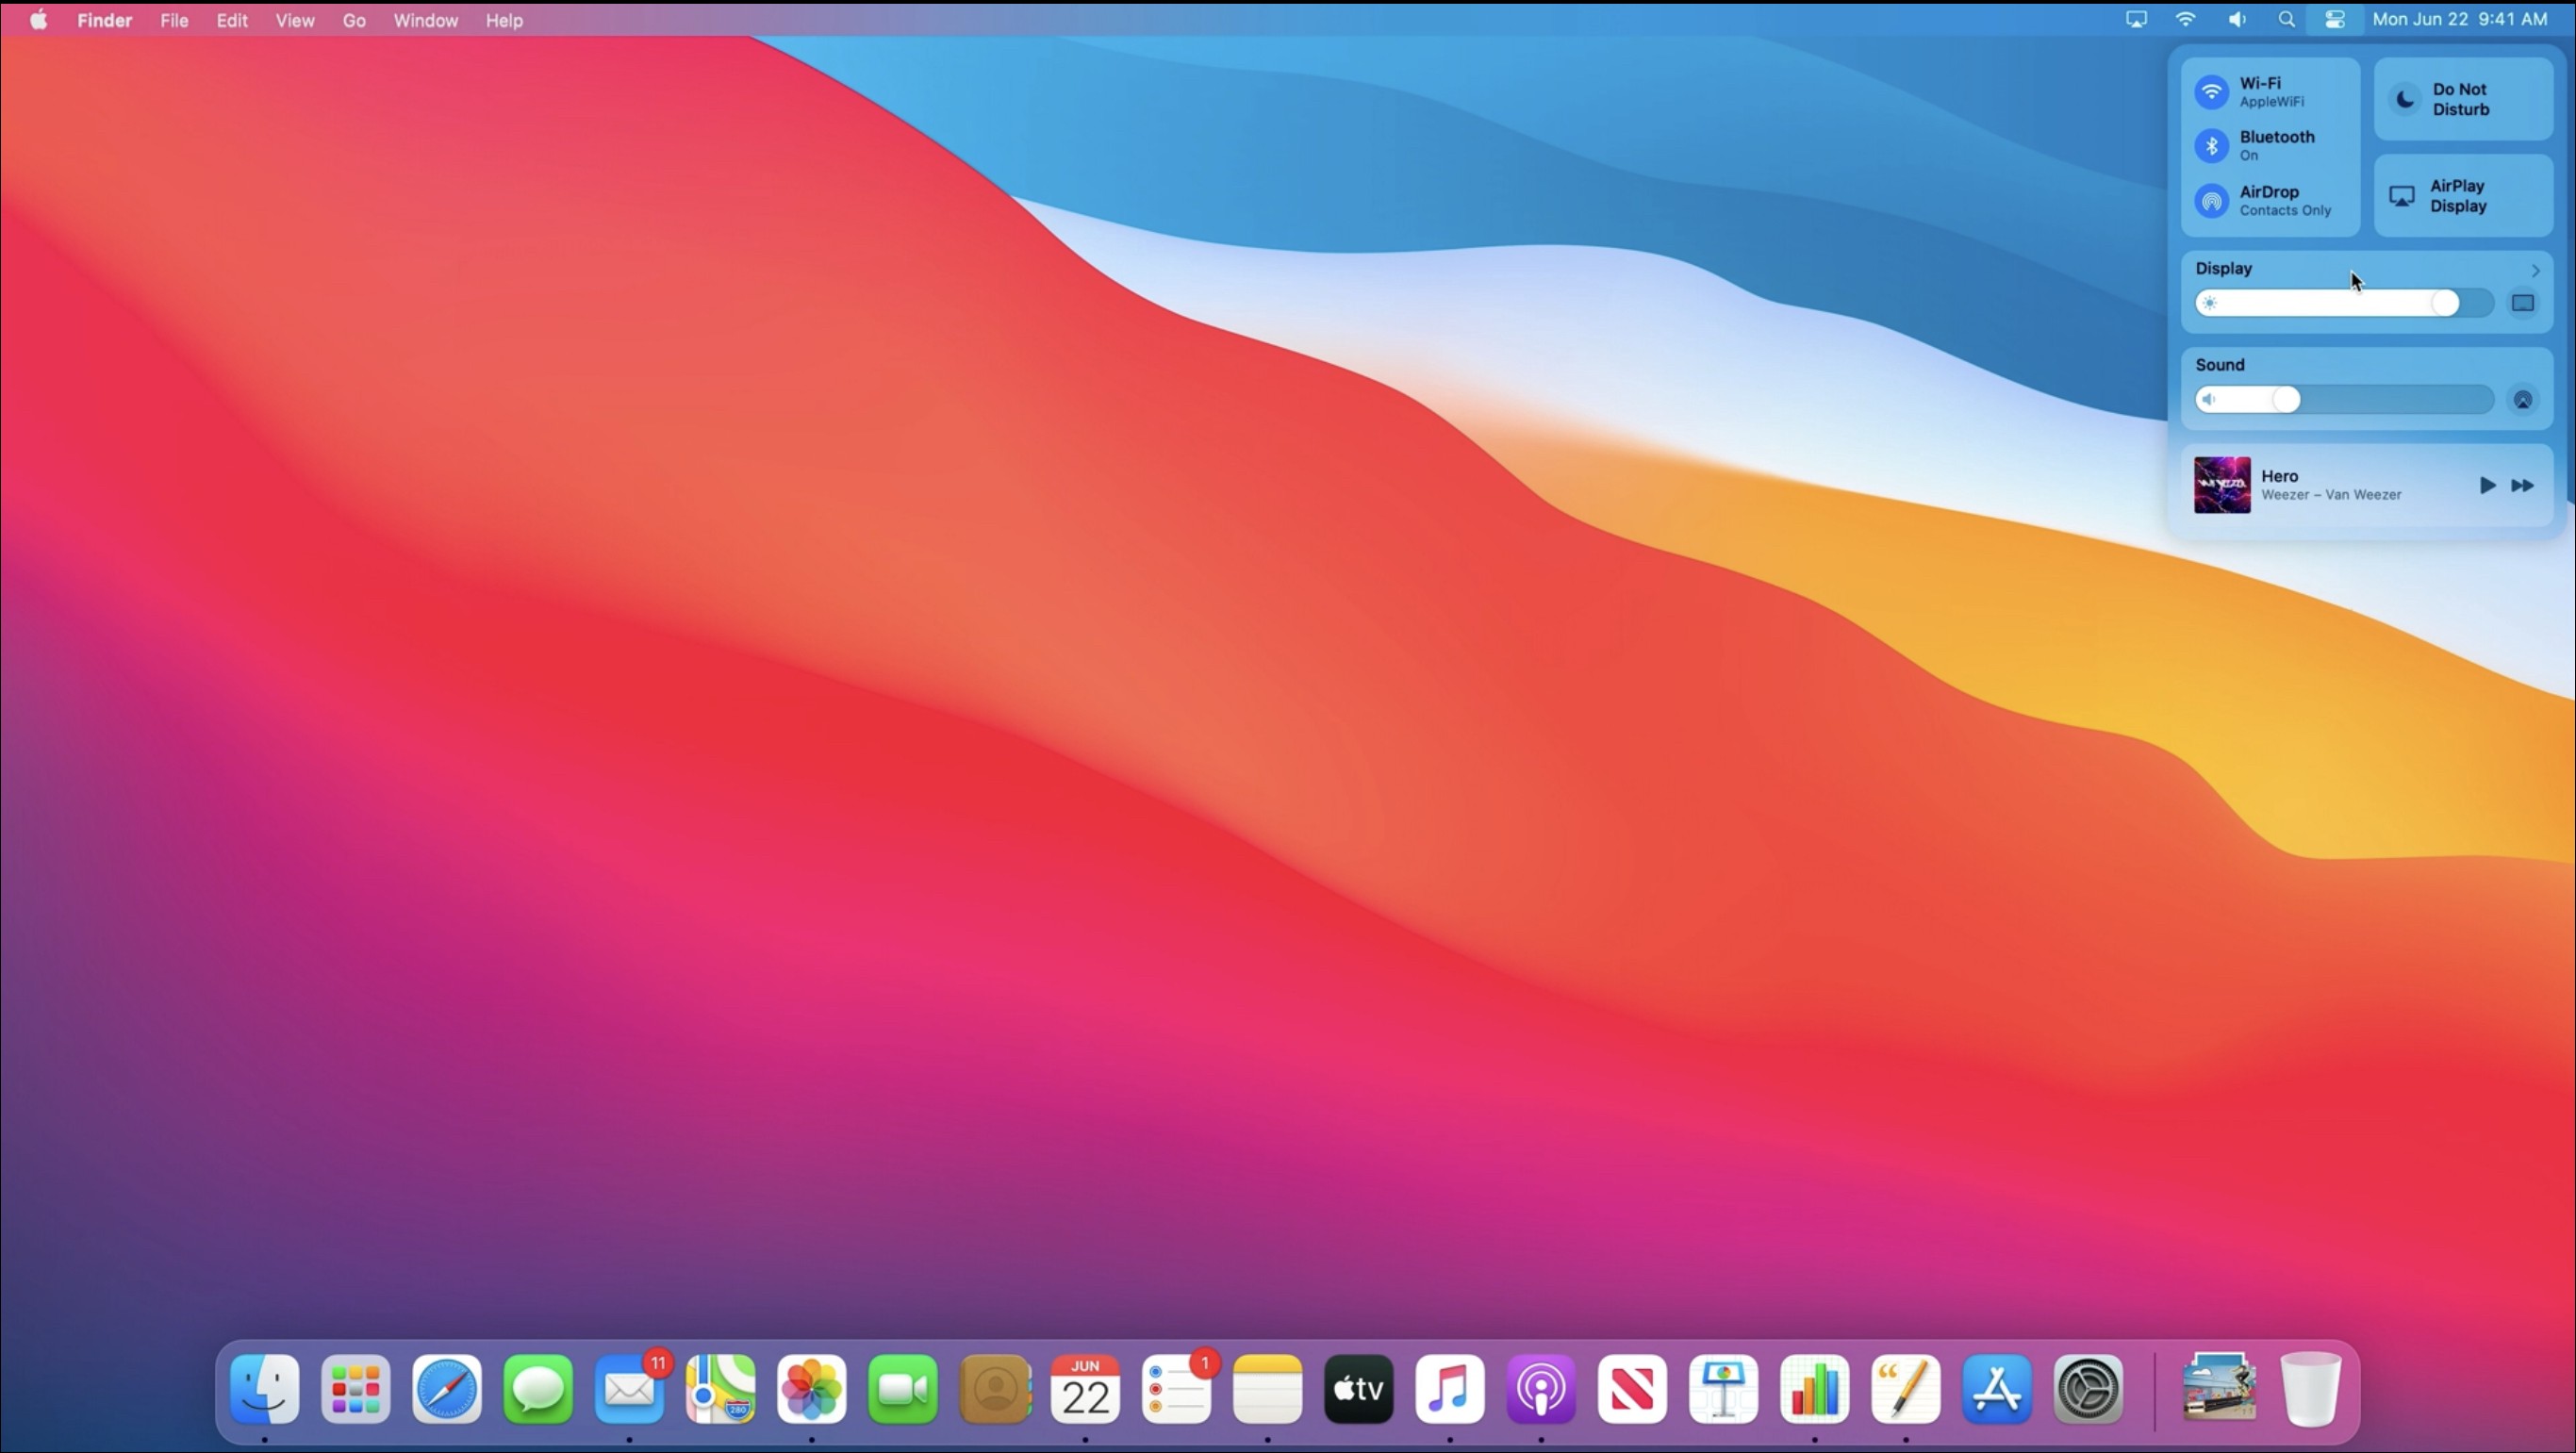 Finder File Edit View Go Window Help
Mon Jun 22 9:41 AM
Wi-Fi
AppleWiFi
Bluetooth
On
AirDrop
Contacts Only
Do Not
Disturb
AirPlay
Display
Display
Sound
Hero
Weezer – Van Weezer
11
280
JUN
22
1
tv